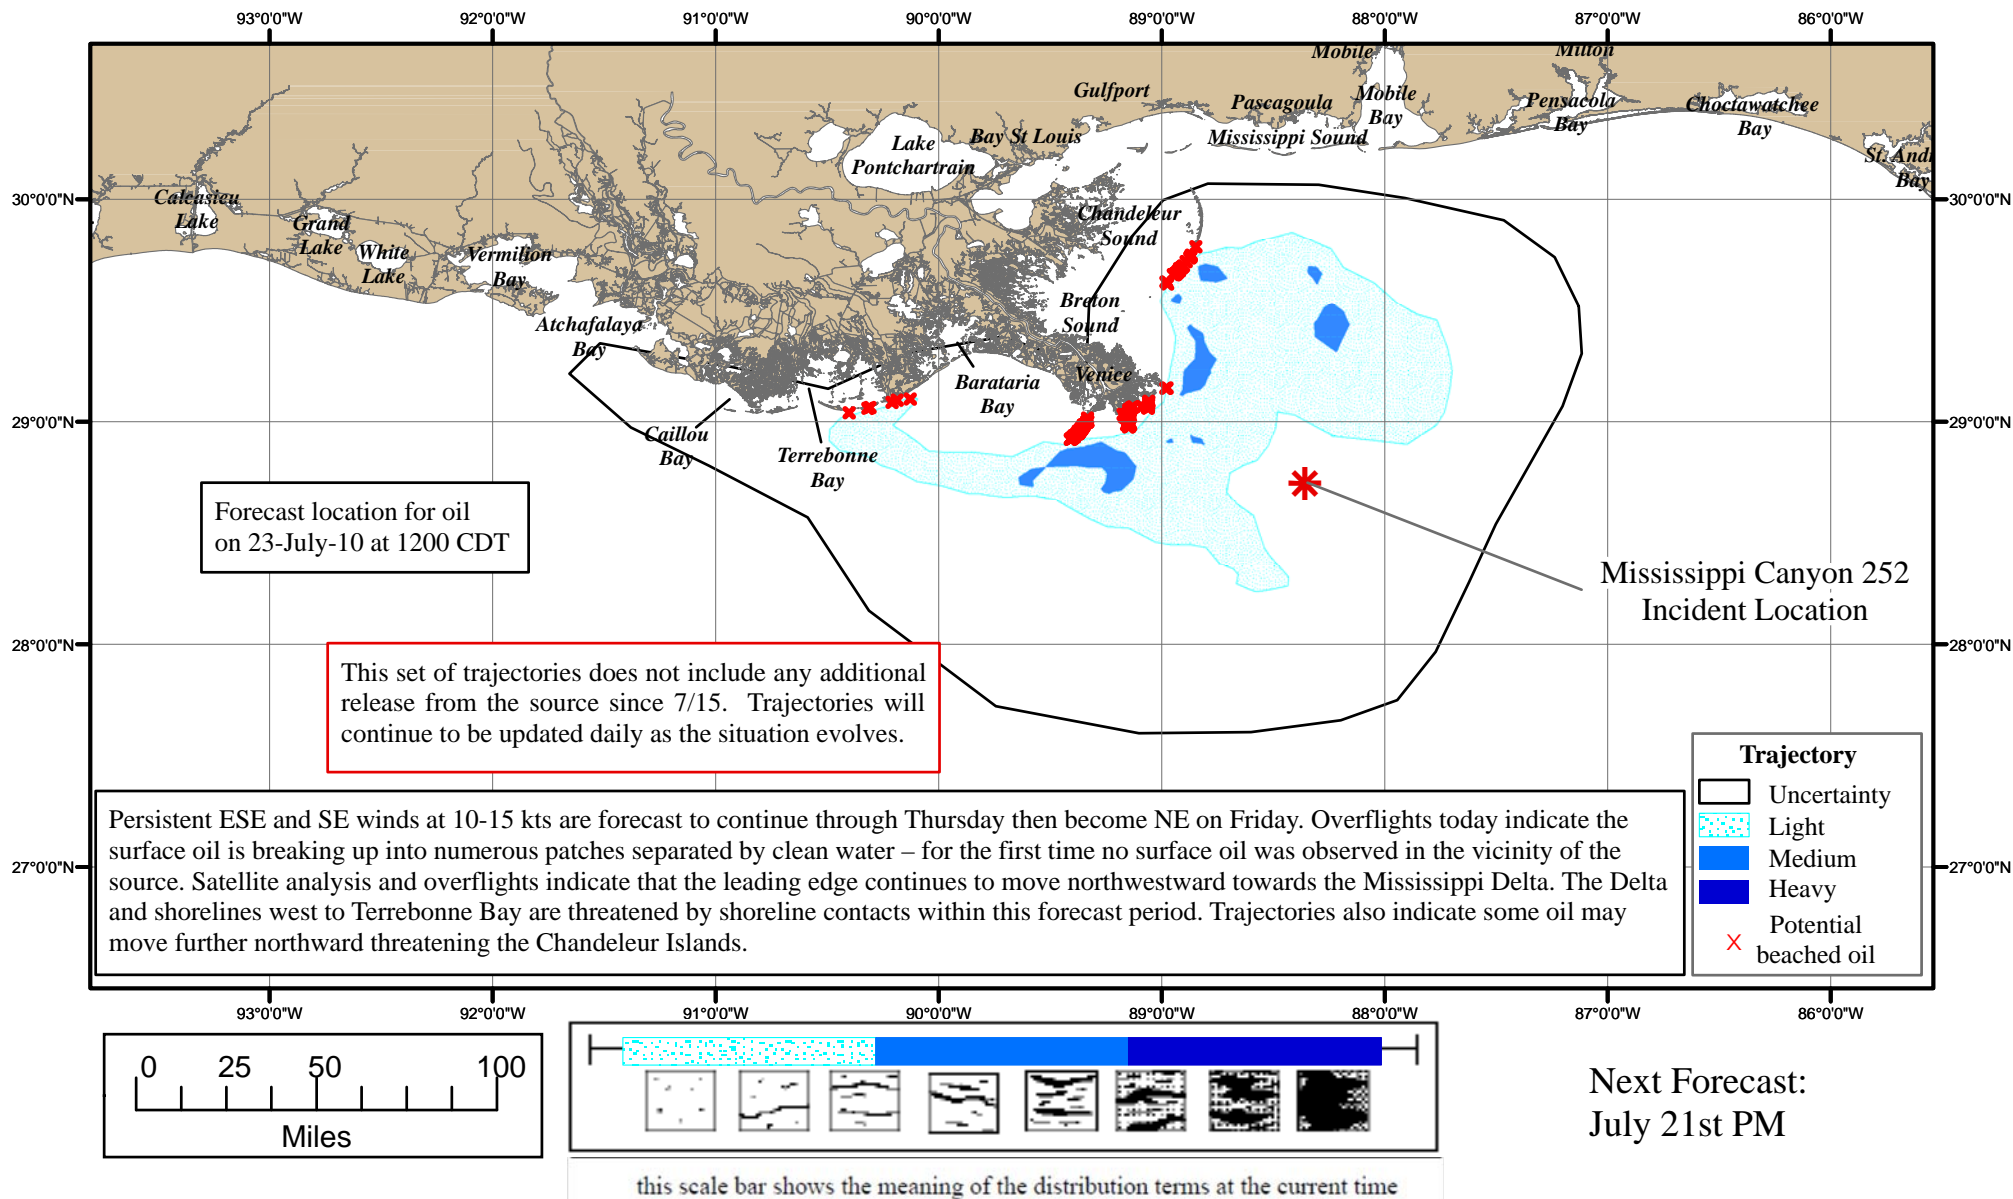 93°0'0"W 92°0'0"W 91°0'0"W 90°0'0"W 89°0'0"W 88°0'0"W 87°0'0"W 86°0'0"W
Mobile
Milton
Gulfport
Pascagoula
Mobile
Bay
Pensacola
Bay
Choctawatchee
Bay
Bay St Louis
Mississippi Sound
Lake
Pontchartrain
St. Andr
Bay
30°0'0"N
30°0'0"N
Calcasieu
Lake
Grand
Lake
White
Lake
Vermilion
Bay
Chandeleur
Sound
Breton
Sound
Atchafalaya
Bay
Venice
Barataria
Bay
29°0'0"N
29°0'0"N
Caillou
Bay
Terrebonne
Bay
Forecast location for oil
on 23-July-10 at 1200 CDT
Mississippi Canyon 252
Incident Location
28°0'0"N
28°0'0"N
This set of trajectories does not include any additional
release from the source since 7/15. Trajectories will
continue to be updated daily as the situation evolves.
Trajectory
Uncertainty
Light
Medium
Heavy
Potential
beached oil
27°0'0"N
27°0'0"N
Persistent ESE and SE winds at 10-15 kts are forecast to continue through Thursday then become NE on Friday. Overflights today indicate the
surface oil is breaking up into numerous patches separated by clean water – for the first time no surface oil was observed in the vicinity of the
source. Satellite analysis and overflights indicate that the leading edge continues to move northwestward towards the Mississippi Delta. The Delta
and shorelines west to Terrebonne Bay are threatened by shoreline contacts within this forecast period. Trajectories also indicate some oil may
move further northward threatening the Chandeleur Islands.
93°0'0"W 92°0'0"W 91°0'0"W 90°0'0"W 89°0'0"W 88°0'0"W 87°0'0"W 86°0'0"W
0 25 50 100
Miles
Next Forecast:
July 21st PM
this scale bar shows the meaning of the distribution terms at the current time